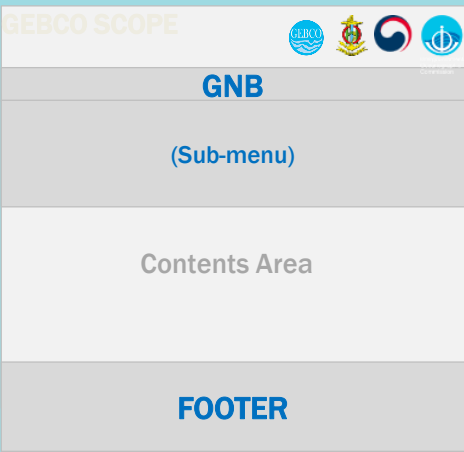 GEBCO SCOPE
GEBCO
GNB
(Sub-menu)
Contents Area
FOOTER